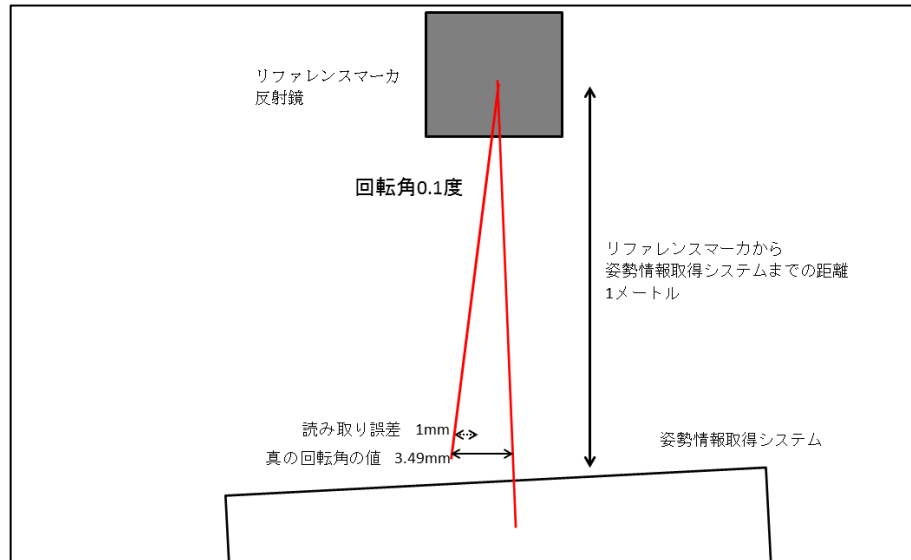 リファレンスマーカ
反射鏡
回転角0.1度
リファレンスマーカから
姿勢情報取得システムまでの距離
1メートル
読み取り誤差 1mm
真の回転角の値 3.49mm
姿勢情報取得システム